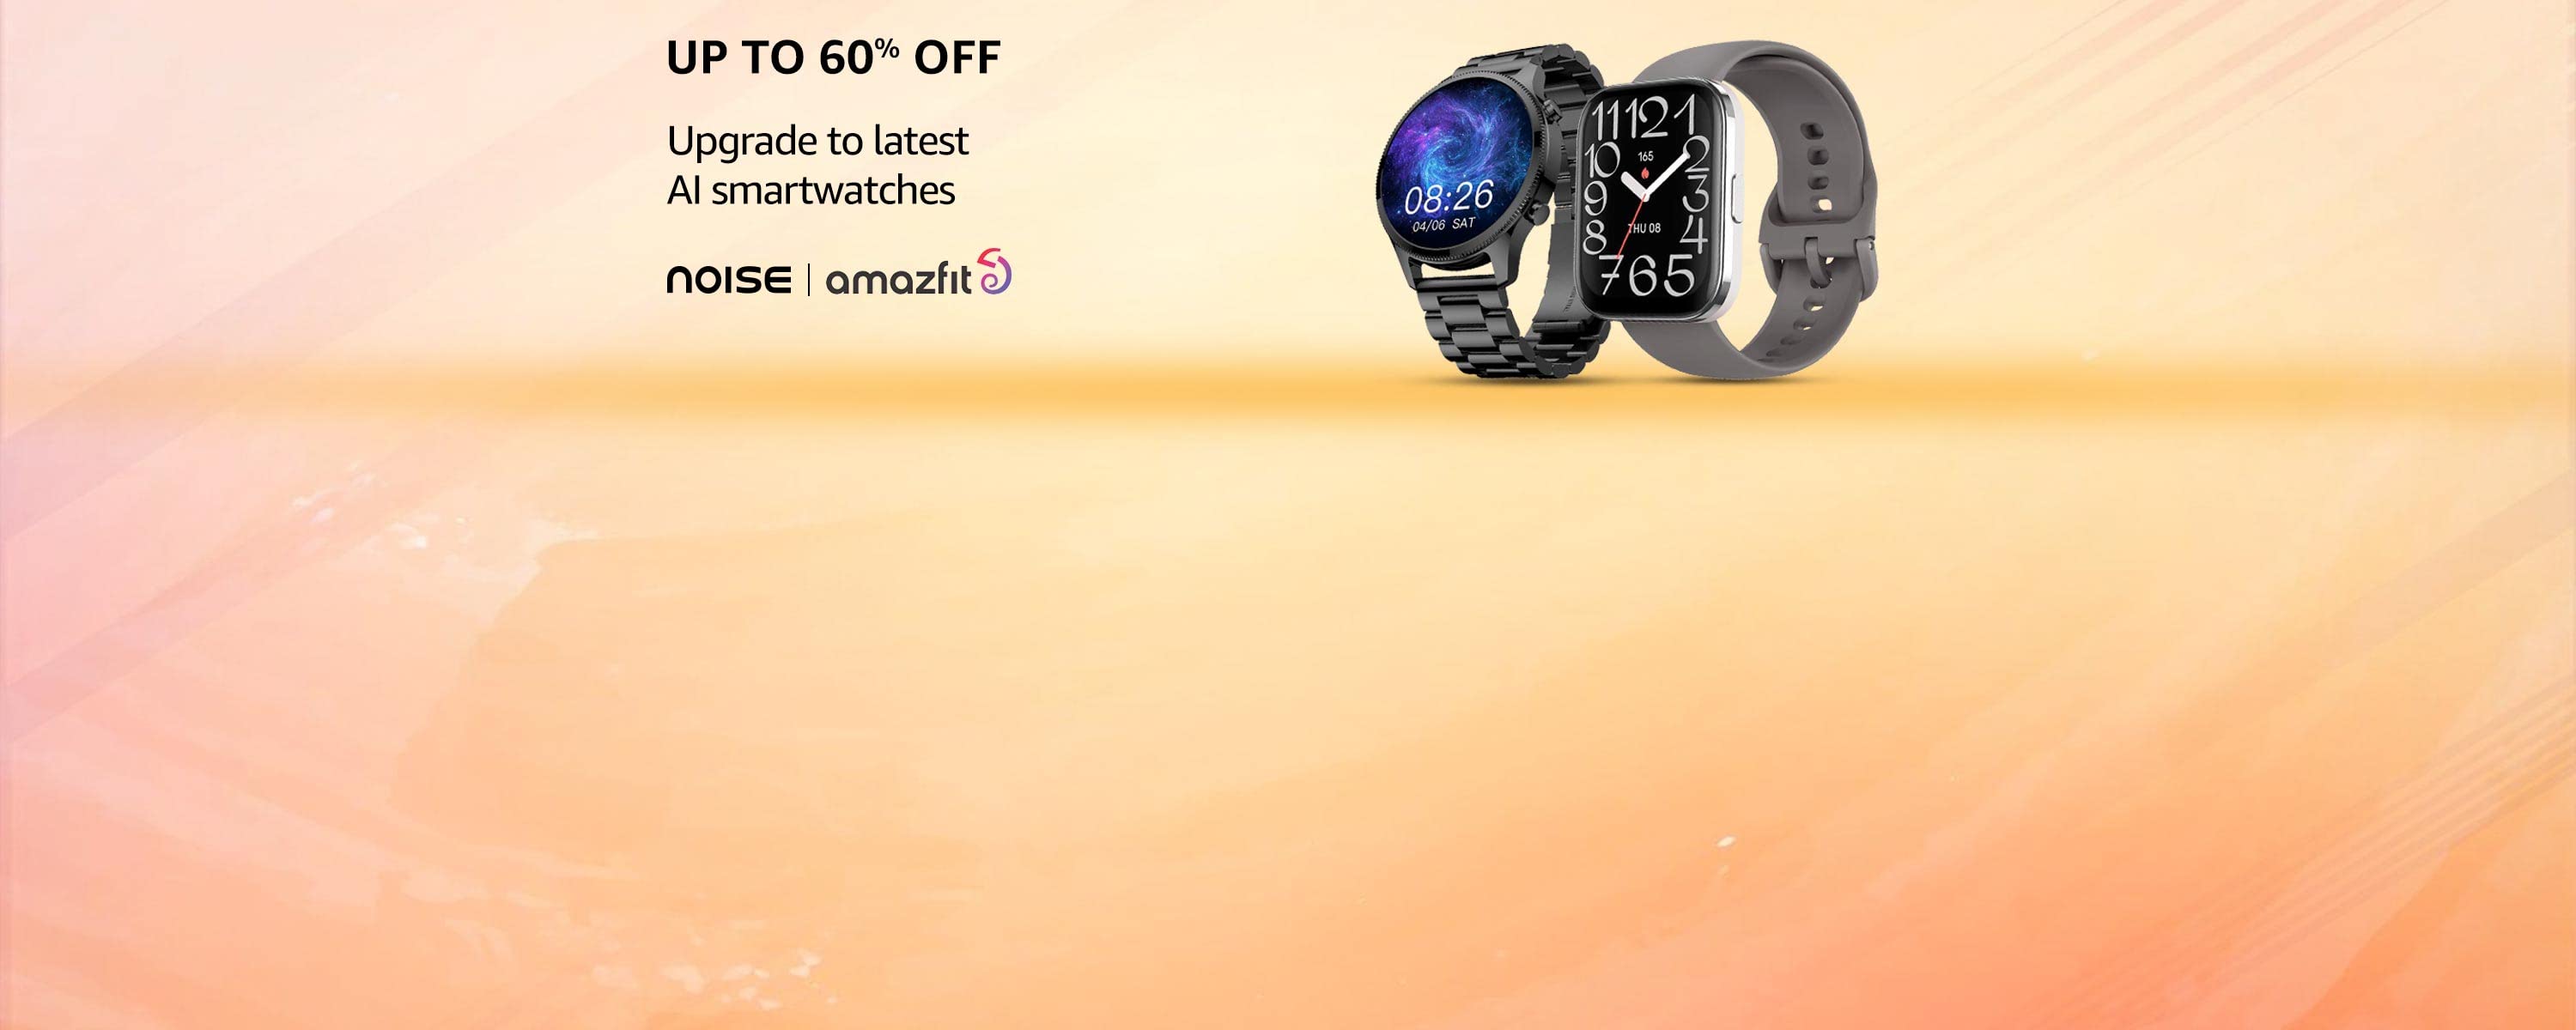 UP TO 60% OFF
Upgrade to latest
AI smartwatches
noise | amazfit
08:26
04/06 SAT
11 12 1
10 165 2
9 3
8 THU 08 4
7 6 5